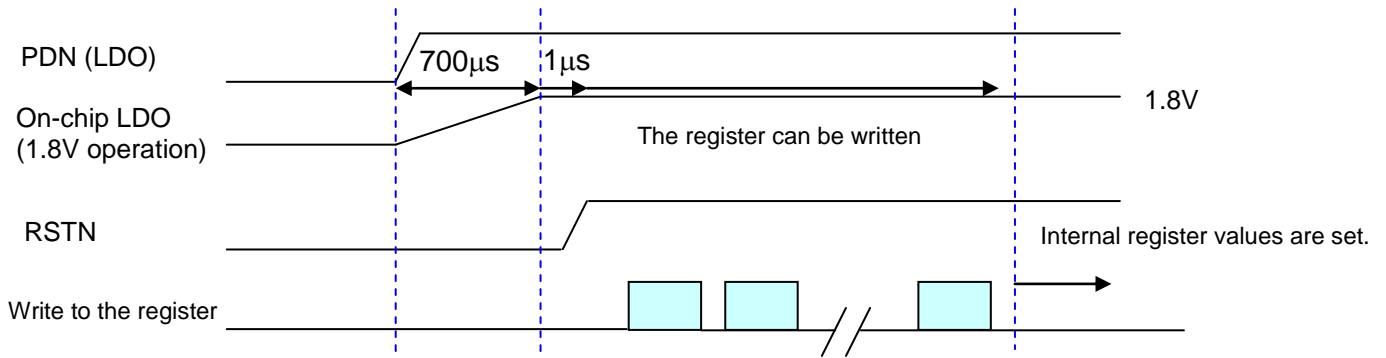 PDN (LDO)
700μs
1μs
On-chip LDO
(1.8V operation)
1.8V
The register can be written
RSTN
Internal register values are set.
Write to the register